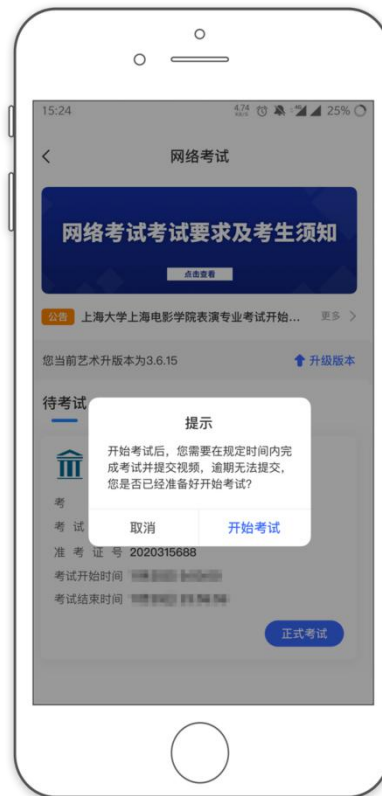 15:24
4.74
25%
网络考试
网络考试考试要求及考生须知
点击查看
公告 上海大学上海电影学院表演专业考试开始... 更多
您当前艺术升版本为3.6.15 升级版本
待考试
提示
开始考试后，您需要在规定时间内完
成考试并提交视频，逾期无法提交，
您是否已经准备好开始考试?
取消 开始考试
考
考 试
准 考 证 号 2020315688
考试开始时间
考试结束时间
正式考试